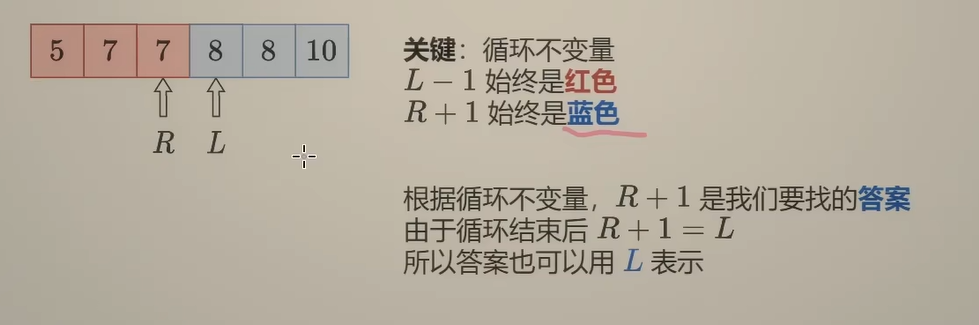 5 7 7 8 8 10
R L
关键：循环不变量
L − 1 始终是红色
R + 1 始终是蓝色
根据循环不变量，R + 1 是我们要找的答案
由于循环结束后 R + 1 = L
所以答案也可以用 L 表示